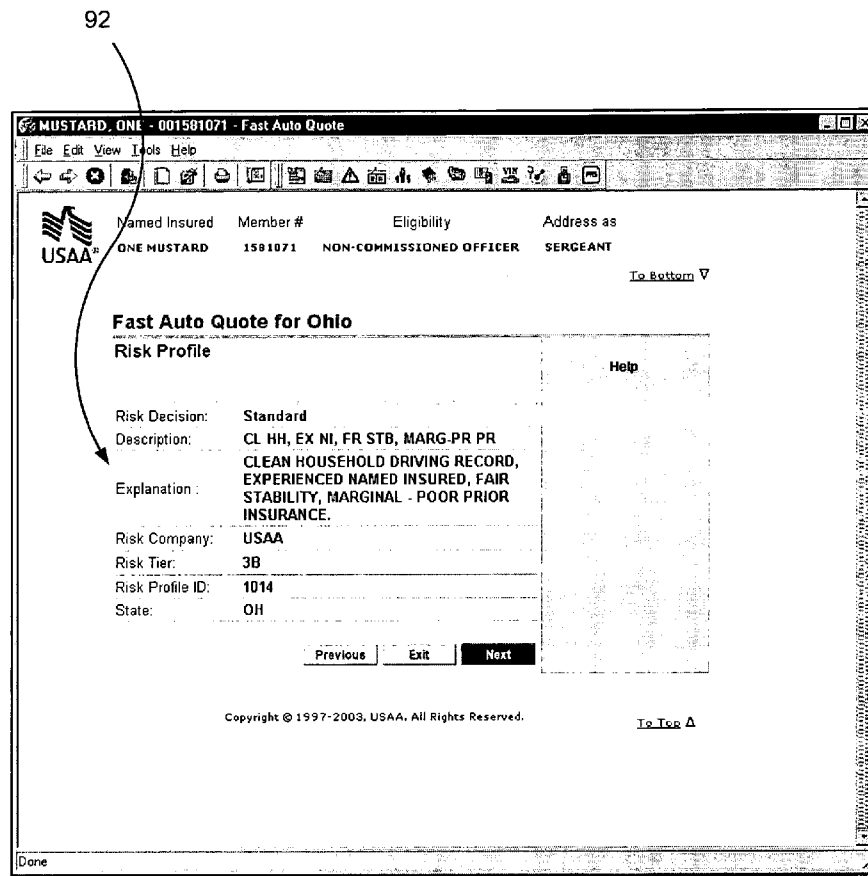 92
MUSTARD, ONE - 001581071 - Fast Auto Quote
File Edit View Tools Help
Named Insured Member # Eligibility Address as
USAA® ONE MUSTARD 1581071 NON-COMMISSIONED OFFICER SERGEANT
To Bottom ∇
Fast Auto Quote for Ohio
Risk Profile
Help
Risk Decision: Standard
Description: CL HH, EX NI, FR STB, MARG-PR PR
Explanation : CLEAN HOUSEHOLD DRIVING RECORD,
EXPERIENCED NAMED INSURED, FAIR
STABILITY, MARGINAL - POOR PRIOR
INSURANCE.
Risk Company: USAA
Risk Tier: 3B
Risk Profile ID: 1014
State: OH
Previous Exit Next
Copyright © 1997-2003, USAA, All Rights Reserved.
To Top Δ
Done